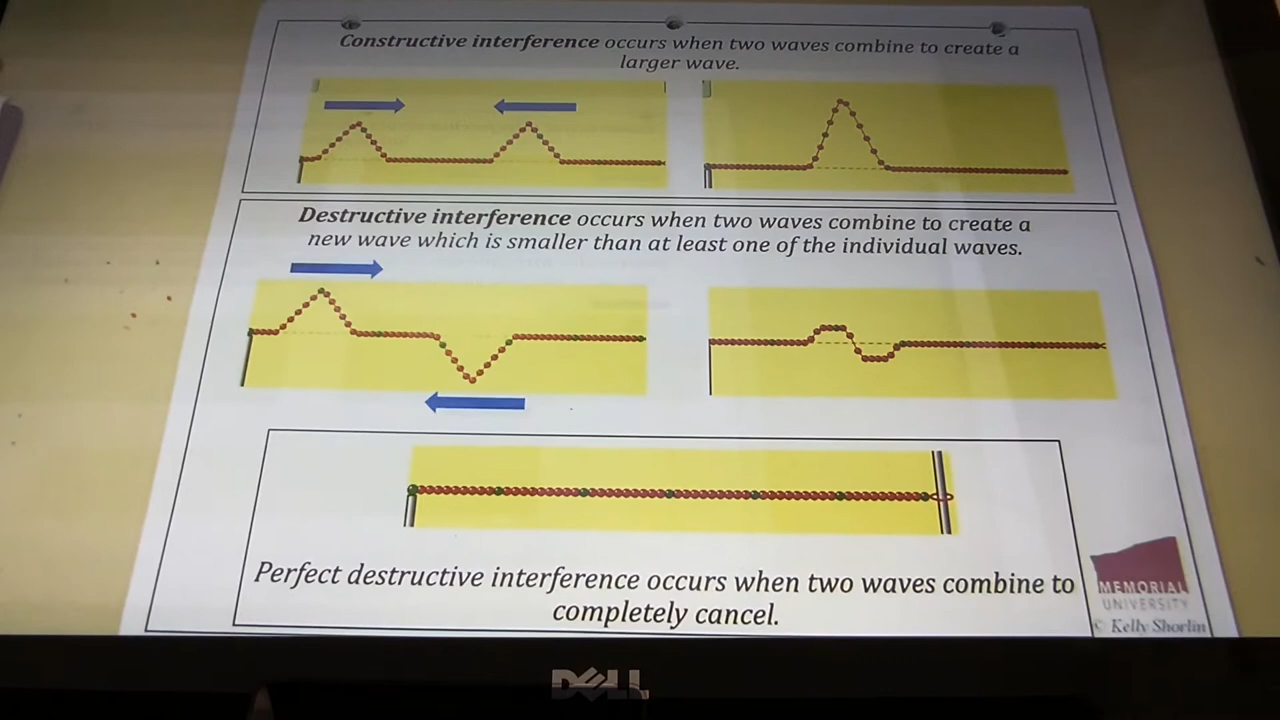 Constructive interference occurs when two waves combine to create a
larger wave.
Destructive interference occurs when two waves combine to create a
new wave which is smaller than at least one of the individual waves.
Perfect destructive interference occurs when two waves combine to
completely cancel.
MEMORIAL
UNIVERSITY
© Kelly Shorlin
DELL